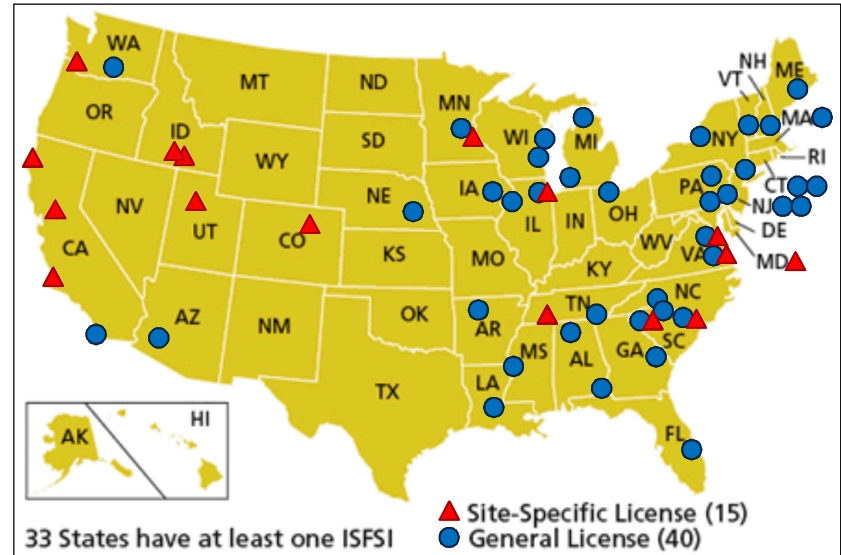 WA
MT
ND
MN
VT
NH
ME
OR
ID
SD
WI
MI
NY
MA
WY
RI
NE
IA
PA
CT
NV
UT
CO
IL
IN
OH
NJ
DE
CA
KS
MO
WV
VA
MD
KY
AZ
NM
OK
AR
TN
NC
SC
MS
AL
GA
TX
LA
FL
AK
HI
Site-Specific License (15)
33 States have at least one ISFSI
General License (40)